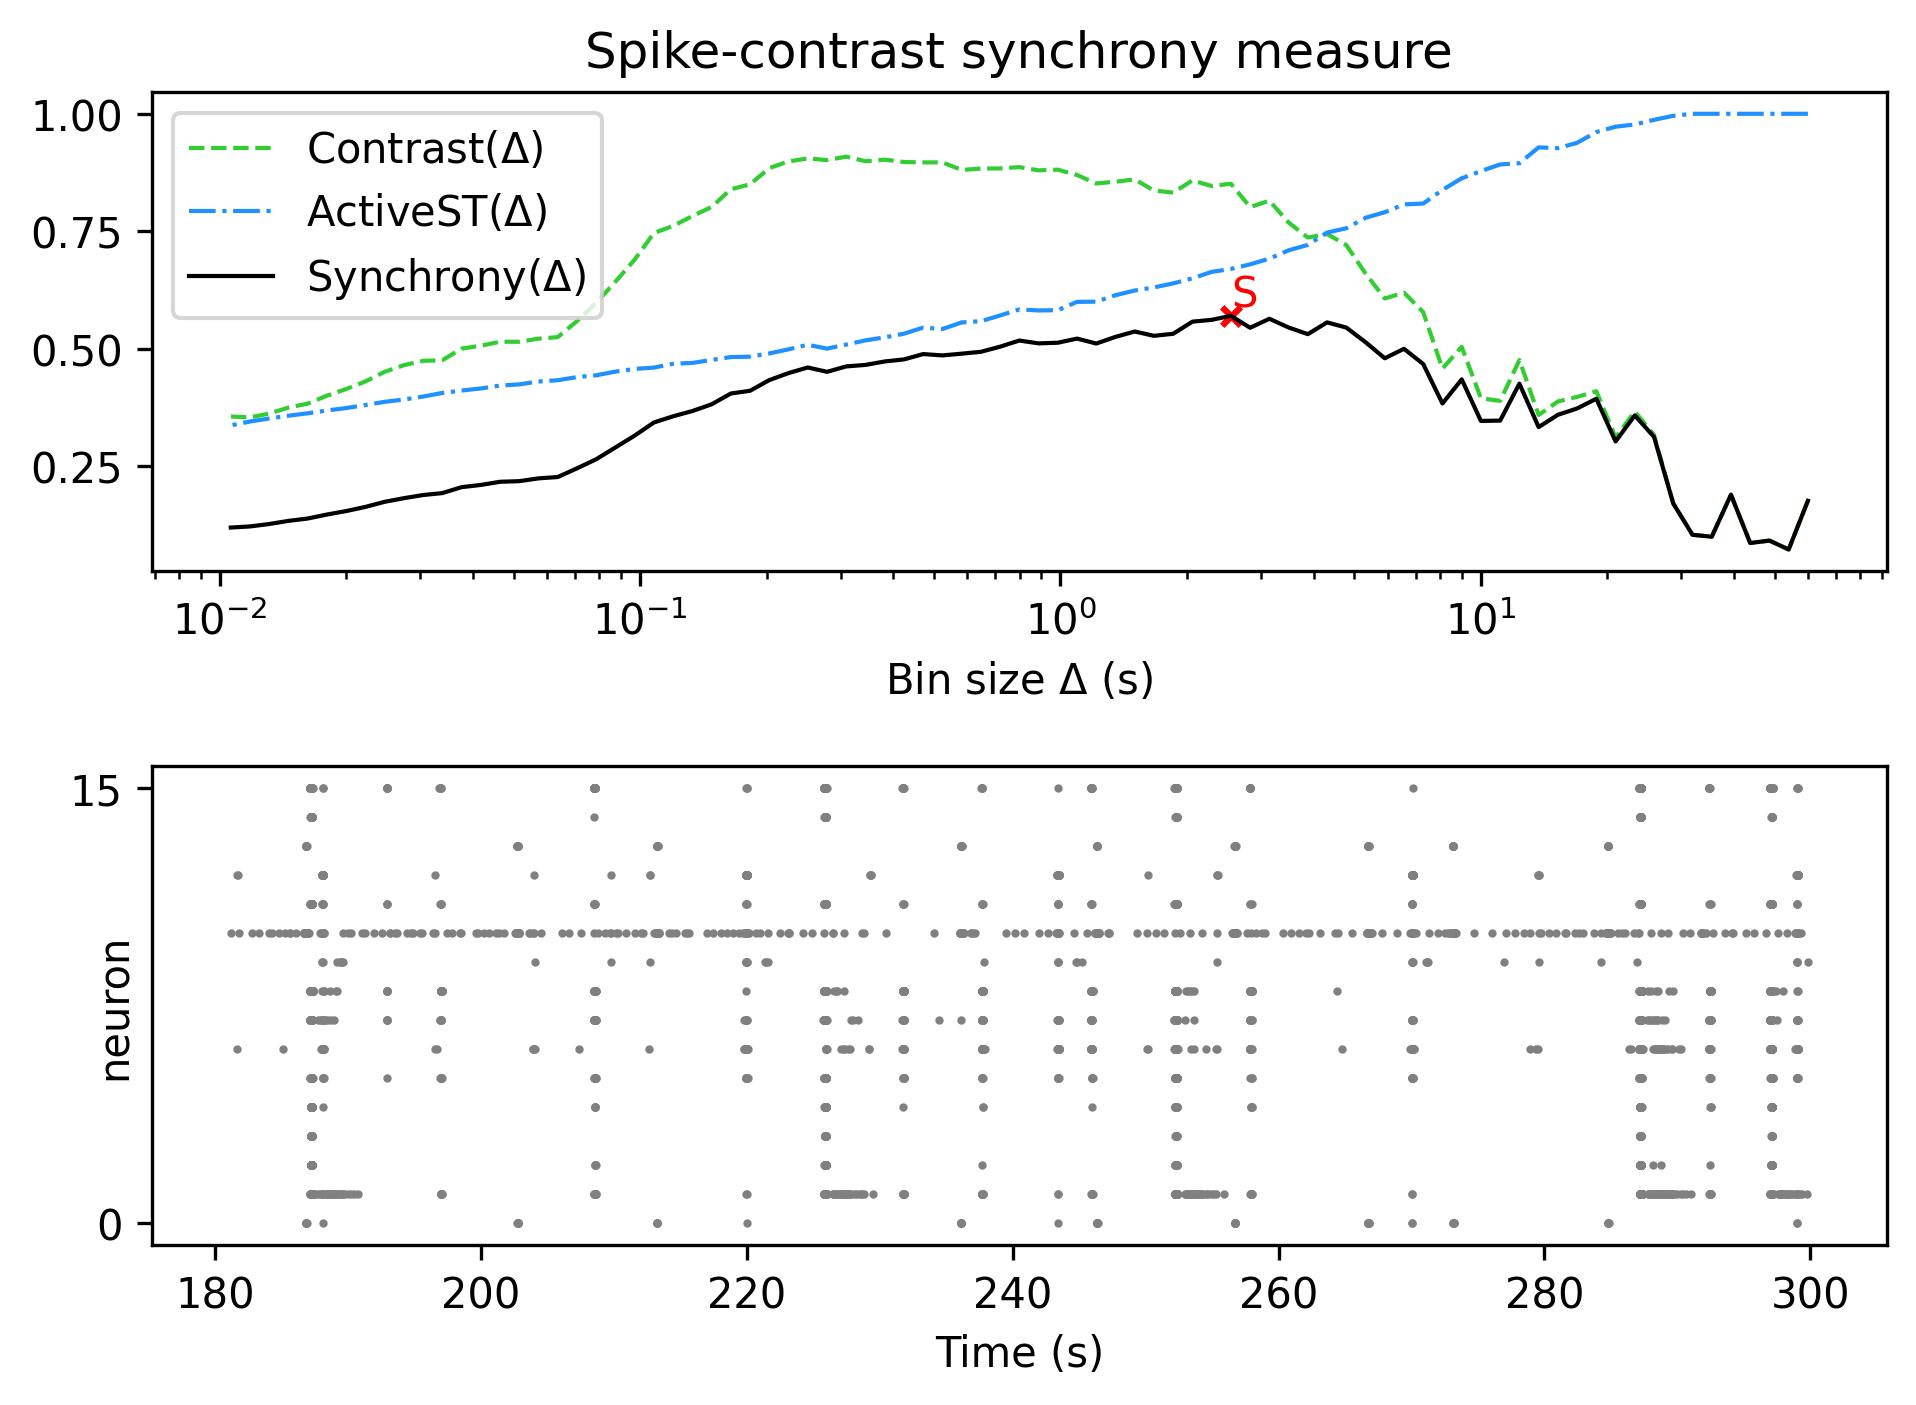 Spike-contrast synchrony measure
1.00
0.75
0.50
0.25
Contrast(Δ)
ActiveST(Δ)
Synchrony(Δ)
S
10⁻² 10⁻¹ 10⁰ 10¹
Bin size Δ (s)
15
neuron
0
180 200 220 240 260 280 300
Time (s)